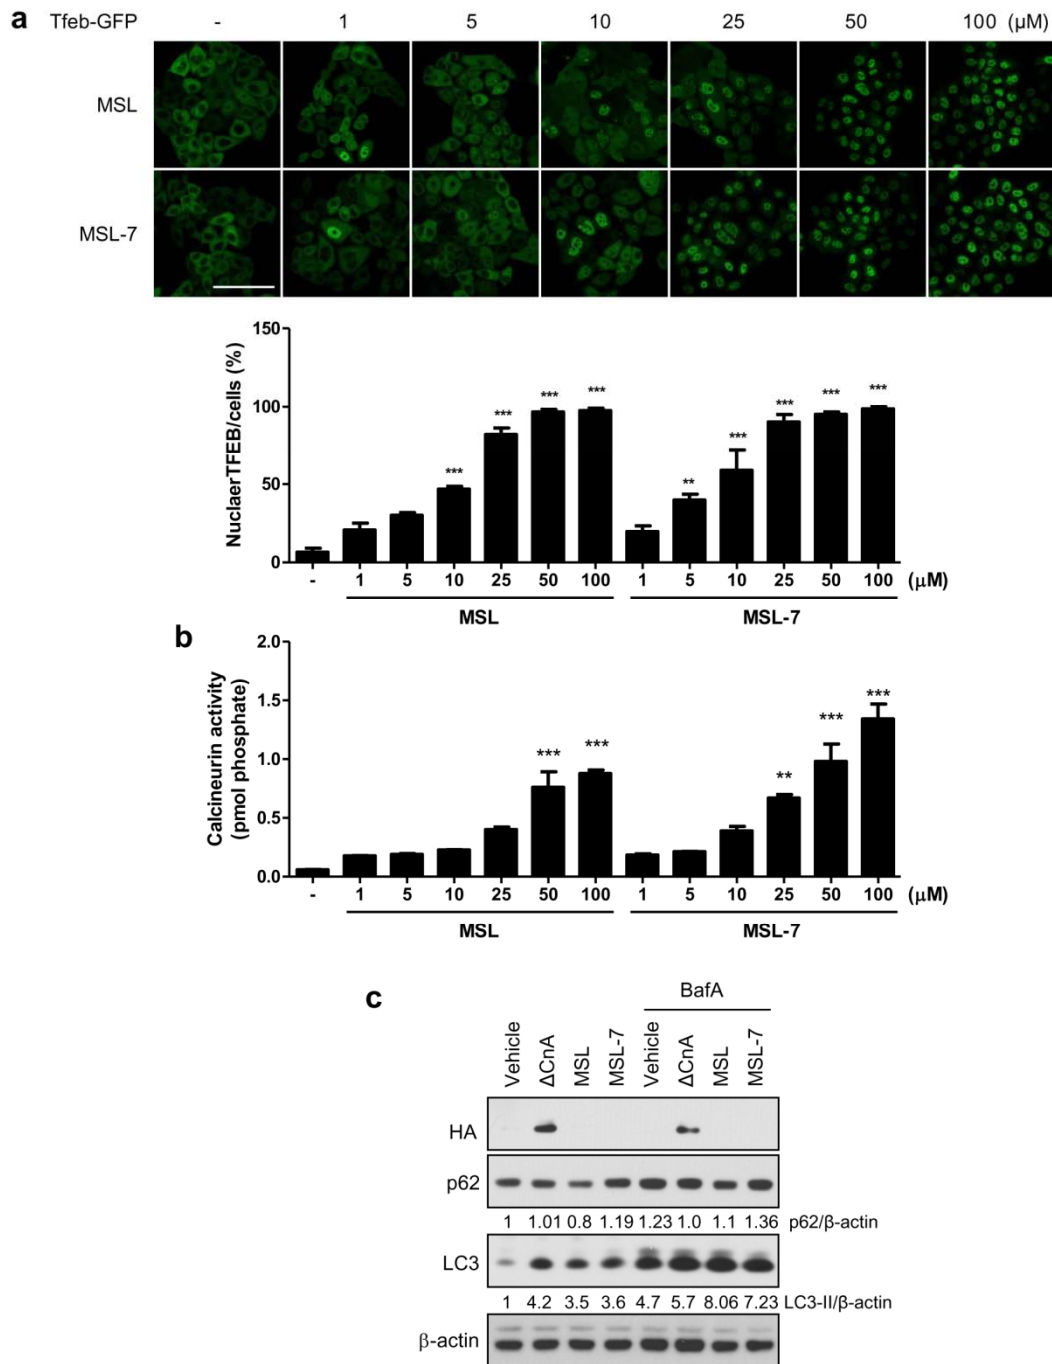 a
Tfeb-GFP - 1 5 10 25 50 100 (μM)
MSL
MSL-7
150
100
50
0
NuclaerTFEB/cells (%)
*** *** *** *** ** *** *** *** ***
- 1 5 10 25 50 100 1 5 10 25 50 100 (μM)
MSL MSL-7
b
2.0
1.5
1.0
0.5
0.0
Calcineurin activity
(pmol phosphate)
*** *** ** *** ***
- 1 5 10 25 50 100 1 5 10 25 50 100 (μM)
MSL MSL-7
c
BafA
Vehicle ΔCnA MSL MSL-7 Vehicle ΔCnA MSL MSL-7
HA
p62
1 1.01 0.8 1.19 1.23 1.0 1.1 1.36 p62/β-actin
LC3
1 4.2 3.5 3.6 4.7 5.7 8.06 7.23 LC3-II/β-actin
β-actin